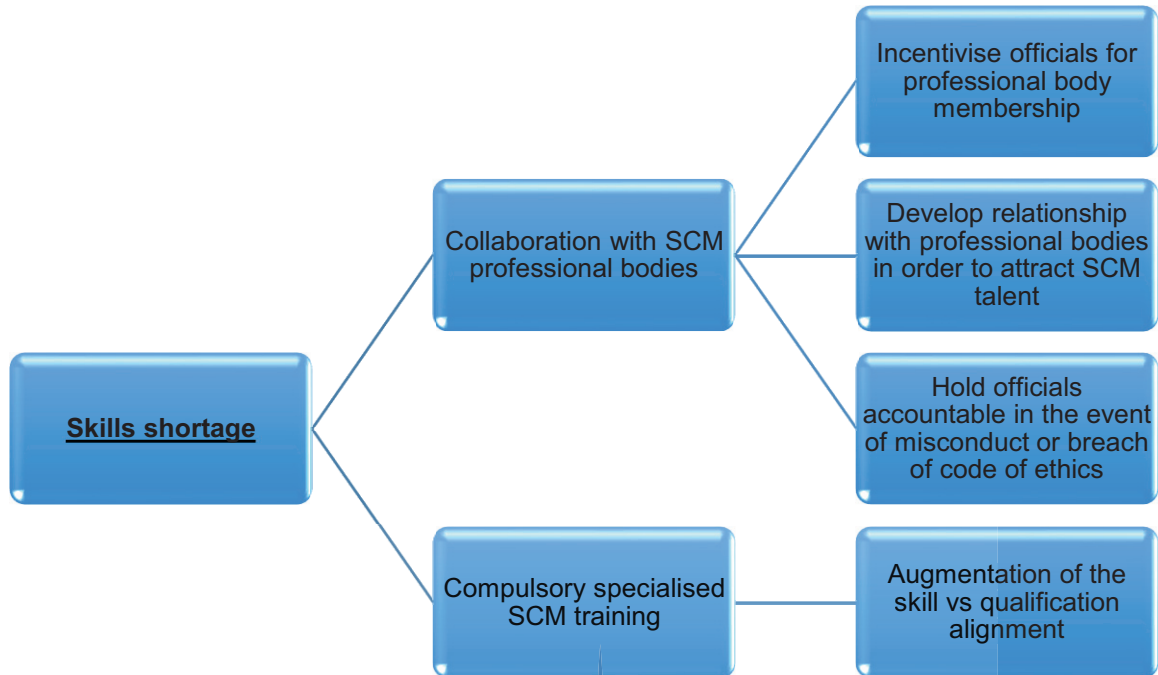 Skills shortage
Collaboration with SCM
professional bodies
Incentivise officials for
professional body
membership
Develop relationship
with professional bodies
in order to attract SCM
talent
Hold officials
accountable in the event
of misconduct or breach
of code of ethics
Compulsory specialised
SCM training
Augmentation of the
skill vs qualification
alignment